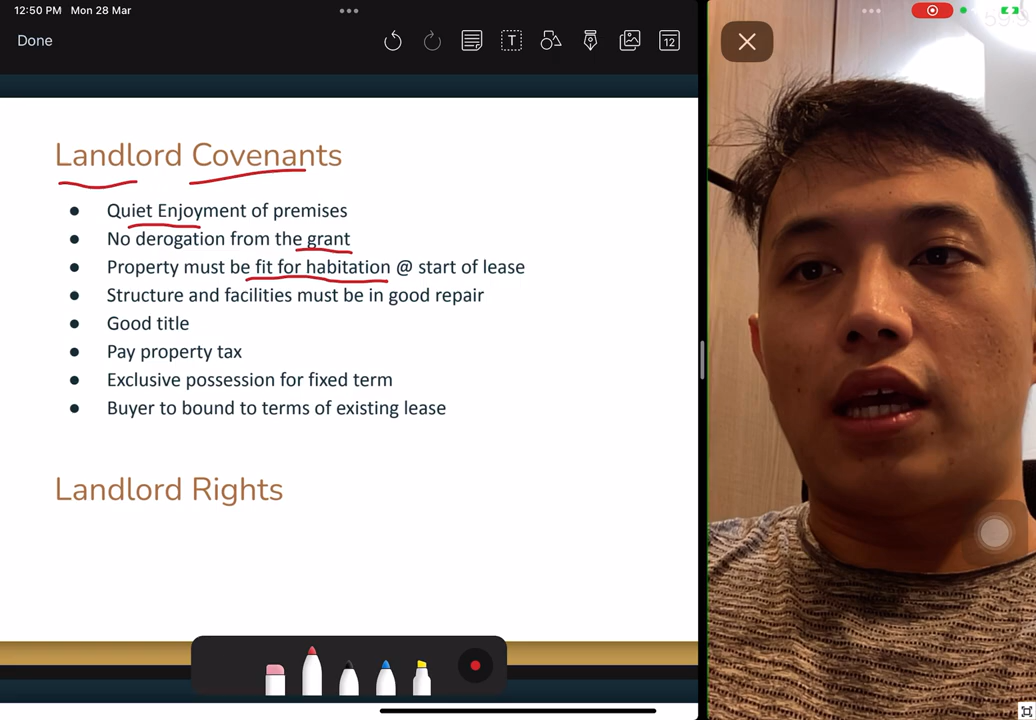 12:50 PM Mon 28 Mar
Done
12
Landlord Covenants
● Quiet Enjoyment of premises
● No derogation from the grant
● Property must be fit for habitation @ start of lease
● Structure and facilities must be in good repair
● Good title
● Pay property tax
● Exclusive possession for fixed term
● Buyer to bound to terms of existing lease
Landlord Rights